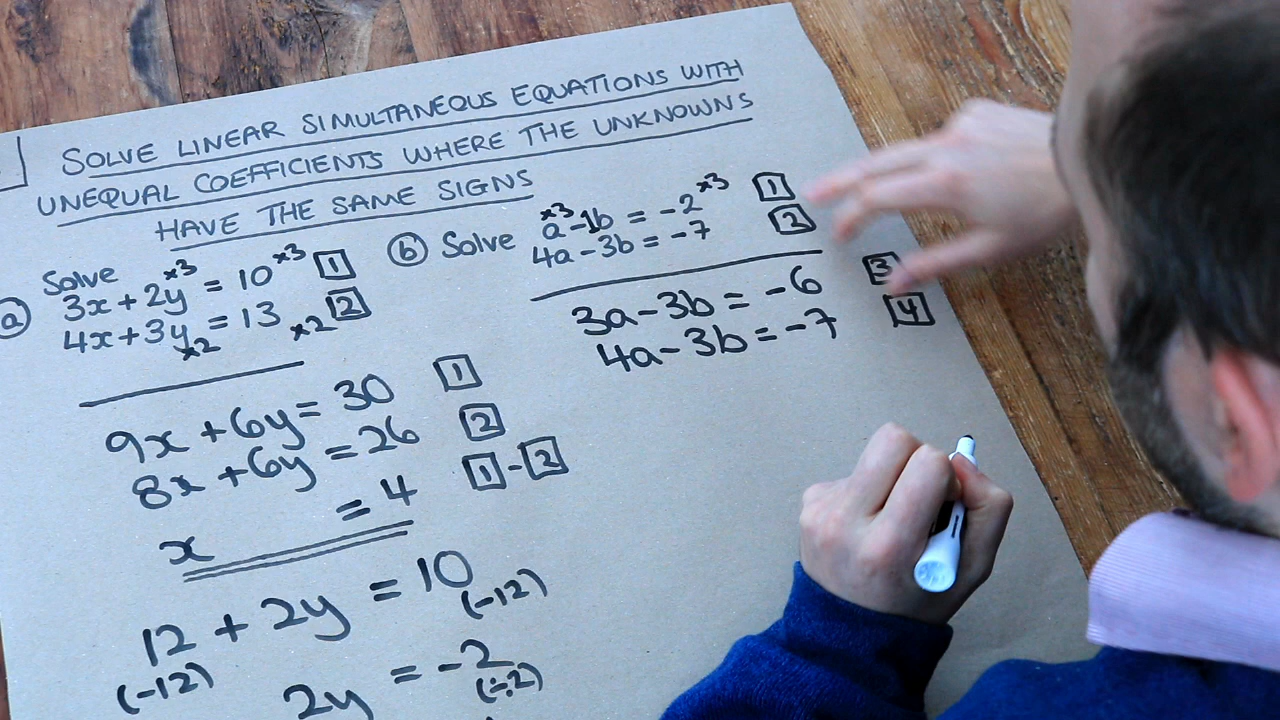 SOLVE LINEAR SIMULTANEOUS EQUATIONS WITH
UNEQUAL COEFFICIENTS WHERE THE UNKNOWNS
HAVE THE SAME SIGNS
a Solve
3x + 2y ×3 = 10 ×3 1
4x + 3y ×2 = 13 ×2 2
9x + 6y = 30 1
8x + 6y = 26 2
x = 4 1 - 2
12 + 2y = 10
(-12) (-12)
2y = -2
(÷2)
b Solve
a ×3 - 1b = -2 ×3 1
4a - 3b = -7 2
3a - 3b = -6 3
4a - 3b = -7 4